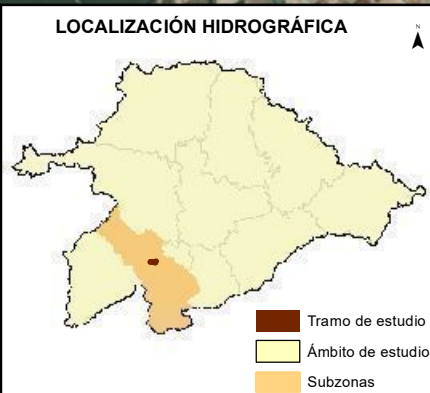 LOCALIZACIÓN HIDROGRÁFICA
N
Tramo de estudio
Ámbito de estudio
Subzonas